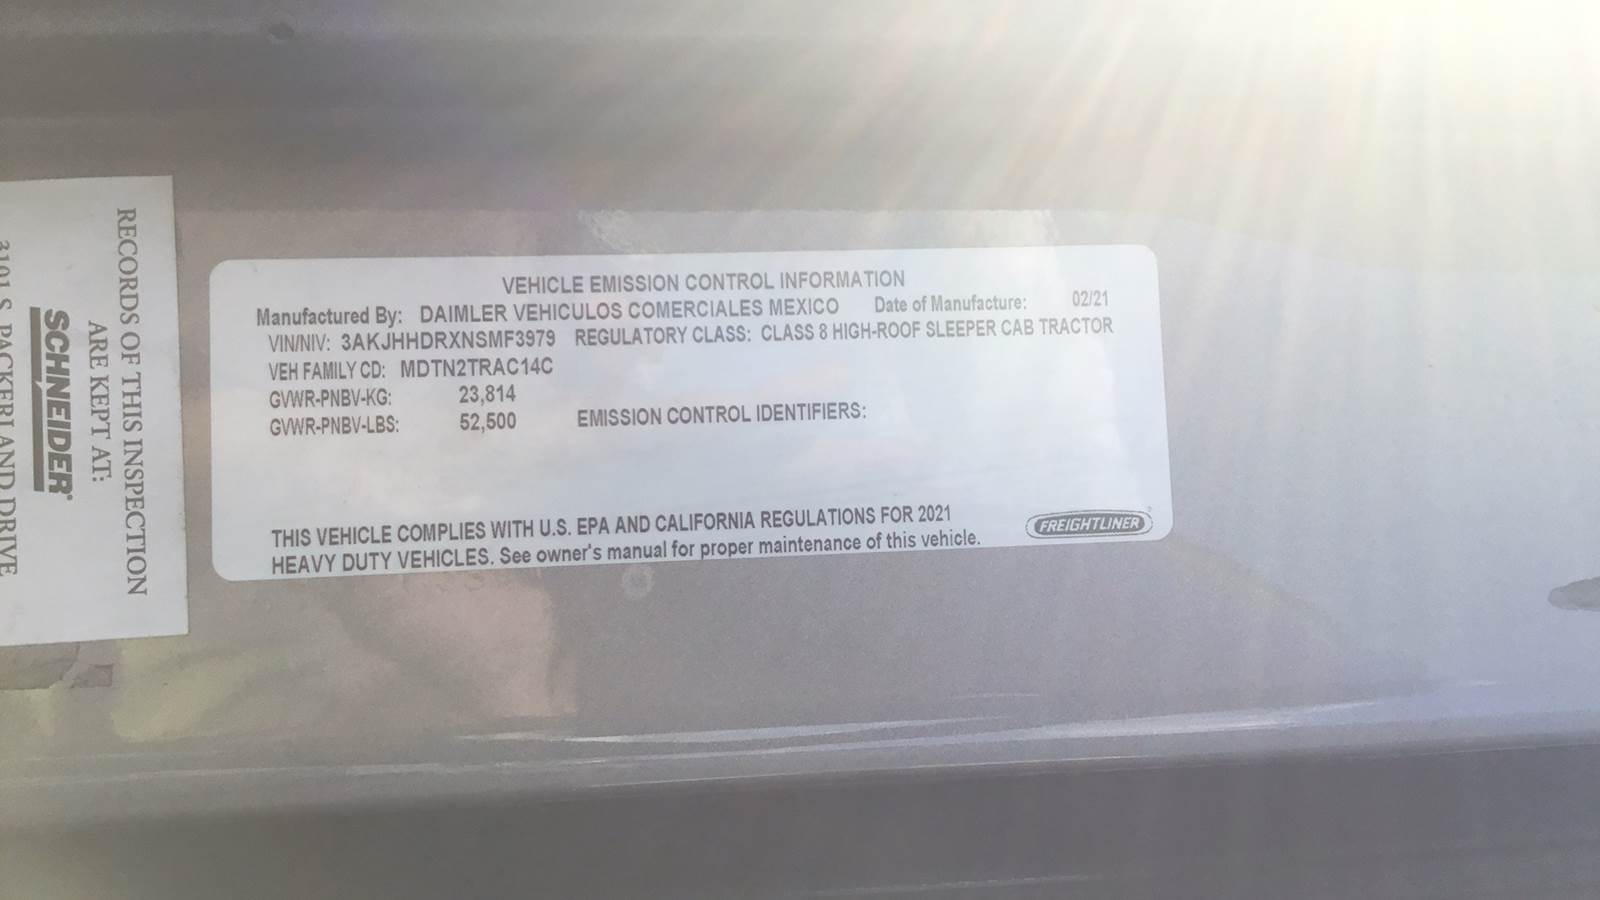 VEHICLE EMISSION CONTROL INFORMATION
Manufactured By: DAIMLER VEHICULOS COMERCIALES MEXICO Date of Manufacture: 02/21
VIN/NIV: 3AKJHHDRXNSMF3979 REGULATORY CLASS: CLASS 8 HIGH-ROOF SLEEPER CAB TRACTOR
VEH FAMILY CD: MDTN2TRAC14C
GVWR-PNBV-KG: 23,814
GVWR-PNBV-LBS: 52,500 EMISSION CONTROL IDENTIFIERS:
THIS VEHICLE COMPLIES WITH U.S. EPA AND CALIFORNIA REGULATIONS FOR 2021
HEAVY DUTY VEHICLES. See owner's manual for proper maintenance of this vehicle.
FREIGHTLINER
RECORDS OF THIS INSPECTION
ARE KEPT AT:
SCHNEIDER®
3101 S. PACKERLAND DRIVE